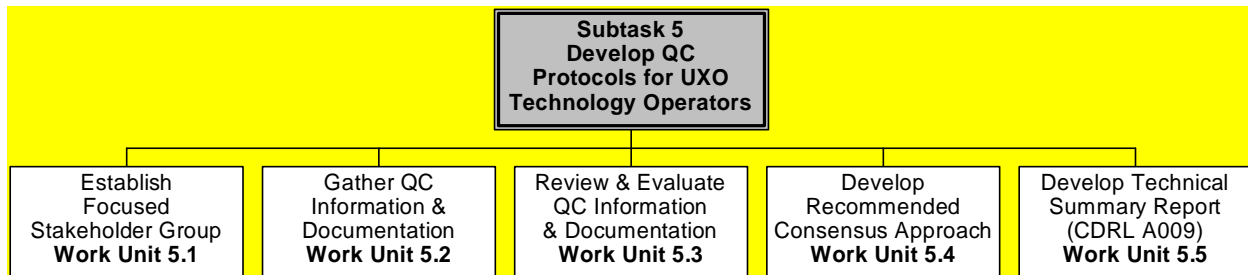 Subtask 5
Develop QC
Protocols for UXO
Technology Operators
Establish
Focused
Stakeholder Group
Work Unit 5.1
Gather QC
Information &
Documentation
Work Unit 5.2
Review & Evaluate
QC Information
& Documentation
Work Unit 5.3
Develop
Recommended
Consensus Approach
Work Unit 5.4
Develop Technical
Summary Report
(CDRL A009)
Work Unit 5.5